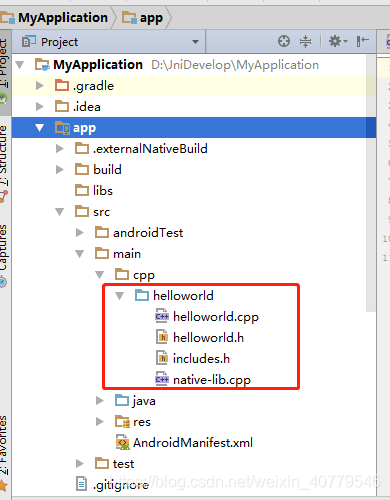 MyApplication app
Project
MyApplication D:\UniDevelop\MyApplication
.gradle
.idea
app
.externalNativeBuild
build
libs
src
androidTest
main
cpp
helloworld
helloworld.cpp
helloworld.h
includes.h
native-lib.cpp
java
res
AndroidManifest.xml
test
.gitignore
1: Project
7: Structure
Captures
2: Favorites
1
10
11
blog.csdn.net/weixin_40779546